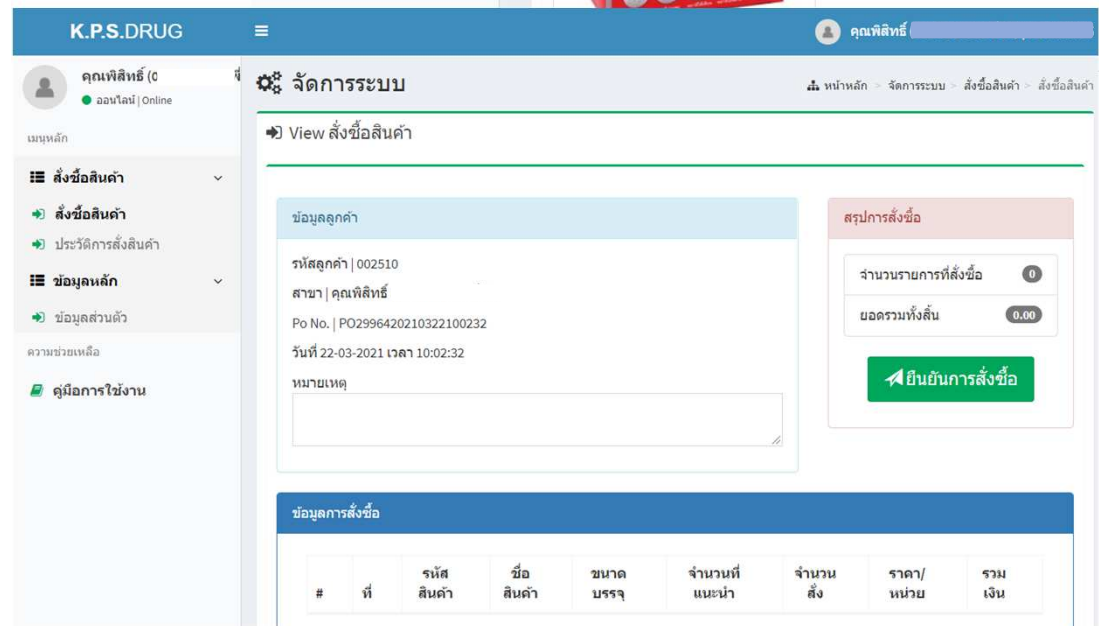 K.P.S.DRUG
คุณพิสิทธิ์ (
คุณพิสิทธิ์ (
ออนไลน์ | Online
จัดการระบบ
หน้าหลัก > จัดการระบบ > สั่งซื้อสินค้า > สั่งซื้อสินค้า
เมนูหลัก
View สั่งซื้อสินค้า
สั่งซื้อสินค้า
สั่งซื้อสินค้า
ประวัติการสั่งสินค้า
ข้อมูลหลัก
ข้อมูลส่วนตัว
ความช่วยเหลือ
คู่มือการใช้งาน
ข้อมูลลูกค้า
รหัสลูกค้า | 002510
สาขา | คุณพิสิทธิ์
Po No. | PO2996420210322100232
วันที่ 22-03-2021 เวลา 10:02:32
หมายเหตุ
สรุปการสั่งซื้อ
จำนวนรายการที่สั่งซื้อ 0
ยอดรวมทั้งสิ้น 0.00
ยืนยันการสั่งซื้อ
ข้อมูลการสั่งซื้อ
# ที่ รหัสสินค้า ชื่อสินค้า ขนาดบรรจุ จำนวนที่แนะนำ จำนวนสั่ง ราคา/หน่วย รวมเงิน